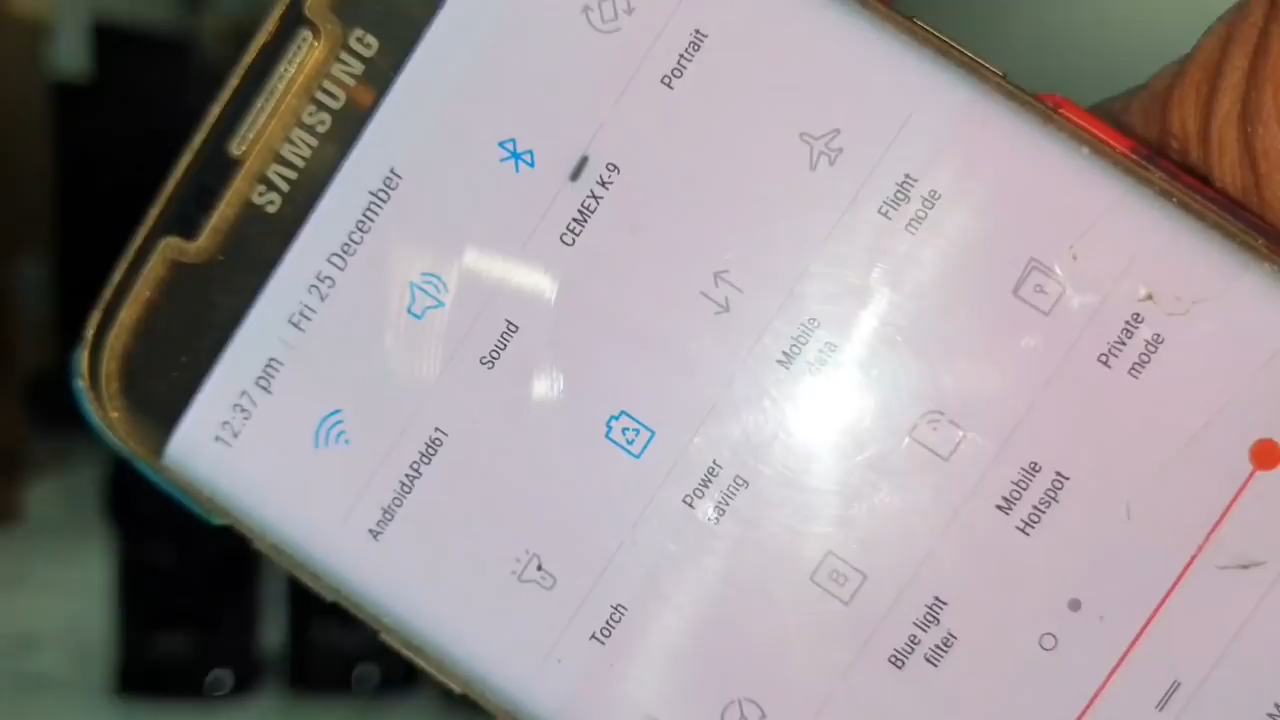 SAMSUNG
12:37 pm | Fri 25 December
AndroidAPdd61
Sound
CEMEX K-9
Portrait
Torch
Power
saving
Mobile
data
Flight
mode
Blue light
filter
Mobile
Hotspot
Private
mode